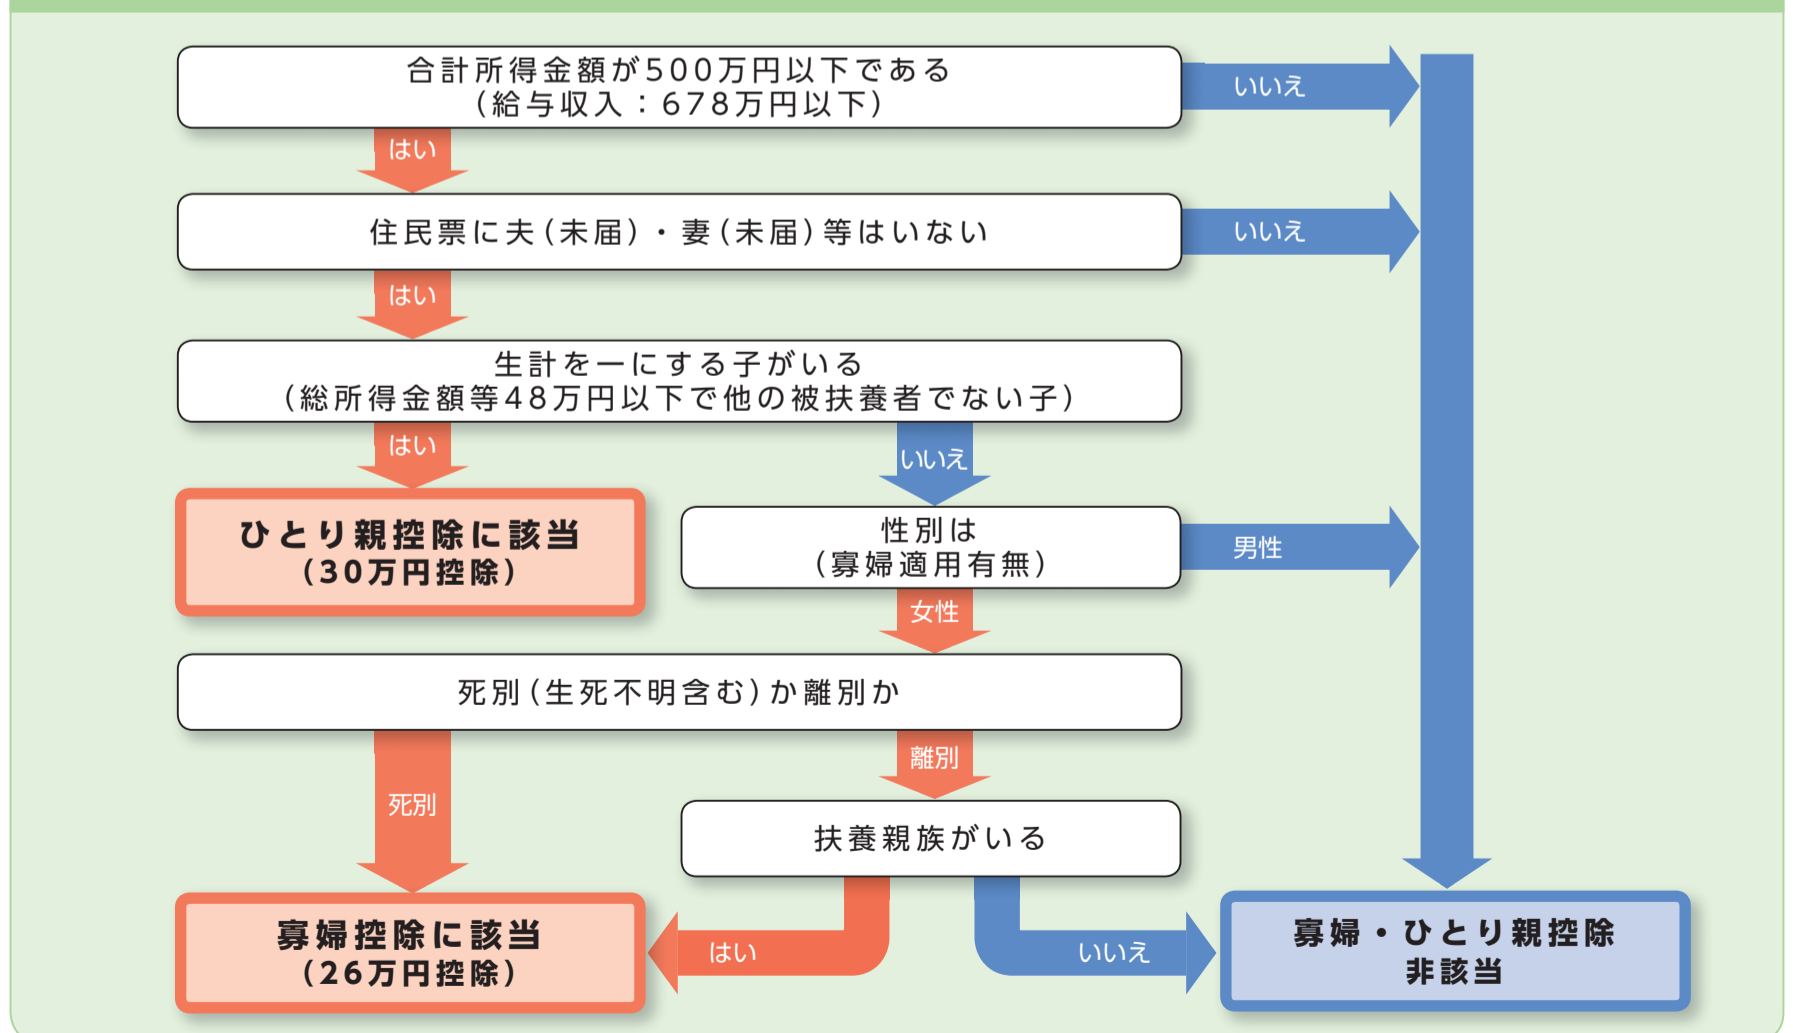 合計所得金額が500万円以下である
（給与収入：678万円以下）
いいえ
はい
住民票に夫（未届）・妻（未届）等はいない
いいえ
はい
生計を一にする子がいる
（総所得金額等48万円以下で他の被扶養者でない子）
はい
いいえ
ひとり親控除に該当
（30万円控除）
性別は
（寡婦適用有無）
男性
女性
死別（生死不明含む）か離別か
離別
死別
扶養親族がいる
はい
いいえ
寡婦控除に該当
（26万円控除）
寡婦・ひとり親控除
非該当